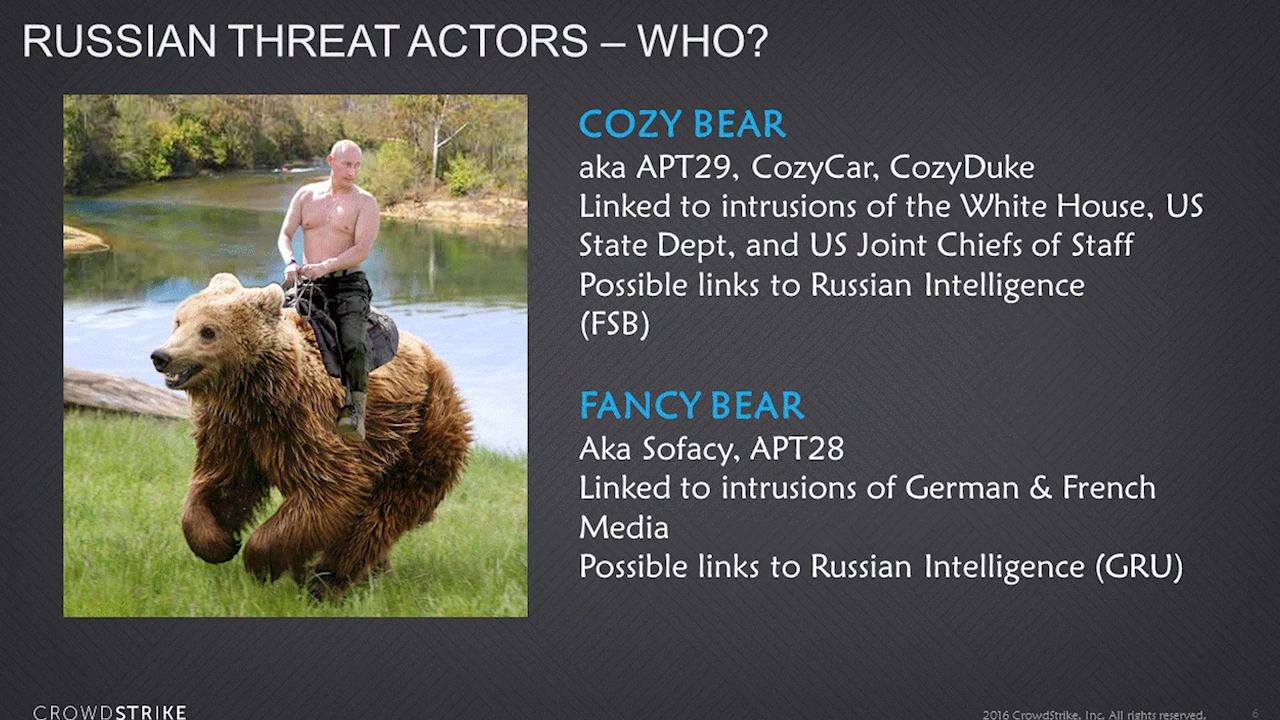 RUSSIAN THREAT ACTORS – WHO?
COZY BEAR
aka APT29, CozyCar, CozyDuke
Linked to intrusions of the White House, US
State Dept, and US Joint Chiefs of Staff
Possible links to Russian Intelligence
(FSB)
FANCY BEAR
Aka Sofacy, APT28
Linked to intrusions of German & French
Media
Possible links to Russian Intelligence (GRU)
CROWDSTRIKE
2016 CrowdStrike, Inc. All rights reserved.
6